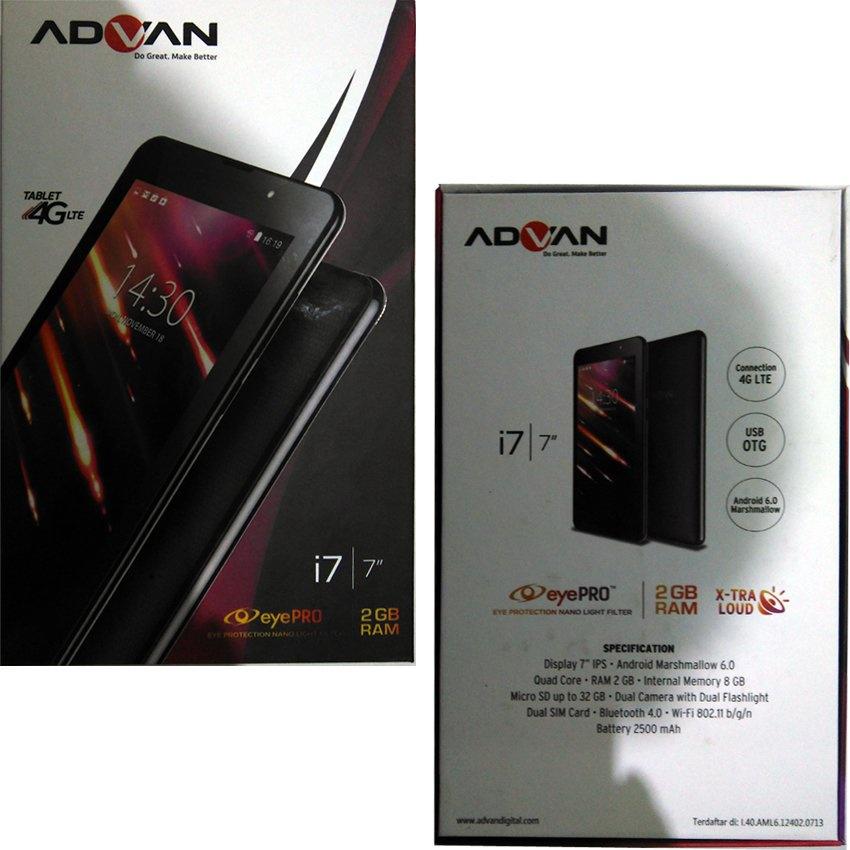 ADVAN
Do Great. Make Better
TABLET
4G LTE
16:19
14:30
NOVEMBER 18
i7 | 7"
eyePRO
EYE PROTECTION NANO LIGHT FILTER
2 GB
RAM
ADVAN
Do Great. Make Better
i7 | 7"
14:30
Connection
4G LTE
USB
OTG
Android 6.0
Marshmallow
eyePRO™
EYE PROTECTION NANO LIGHT FILTER
2 GB
RAM
X-TRA
LOUD
SPECIFICATION
Display 7" IPS • Android Marshmallow 6.0
Quad Core • RAM 2 GB • Internal Memory 8 GB
Micro SD up to 32 GB • Dual Camera with Dual Flashlight
Dual SIM Card • Bluetooth 4.0 • Wi-Fi 802.11 b/g/n
Battery 2500 mAh
www.advandigital.com
Terdaftar di: I.40.AML6.12402.0713